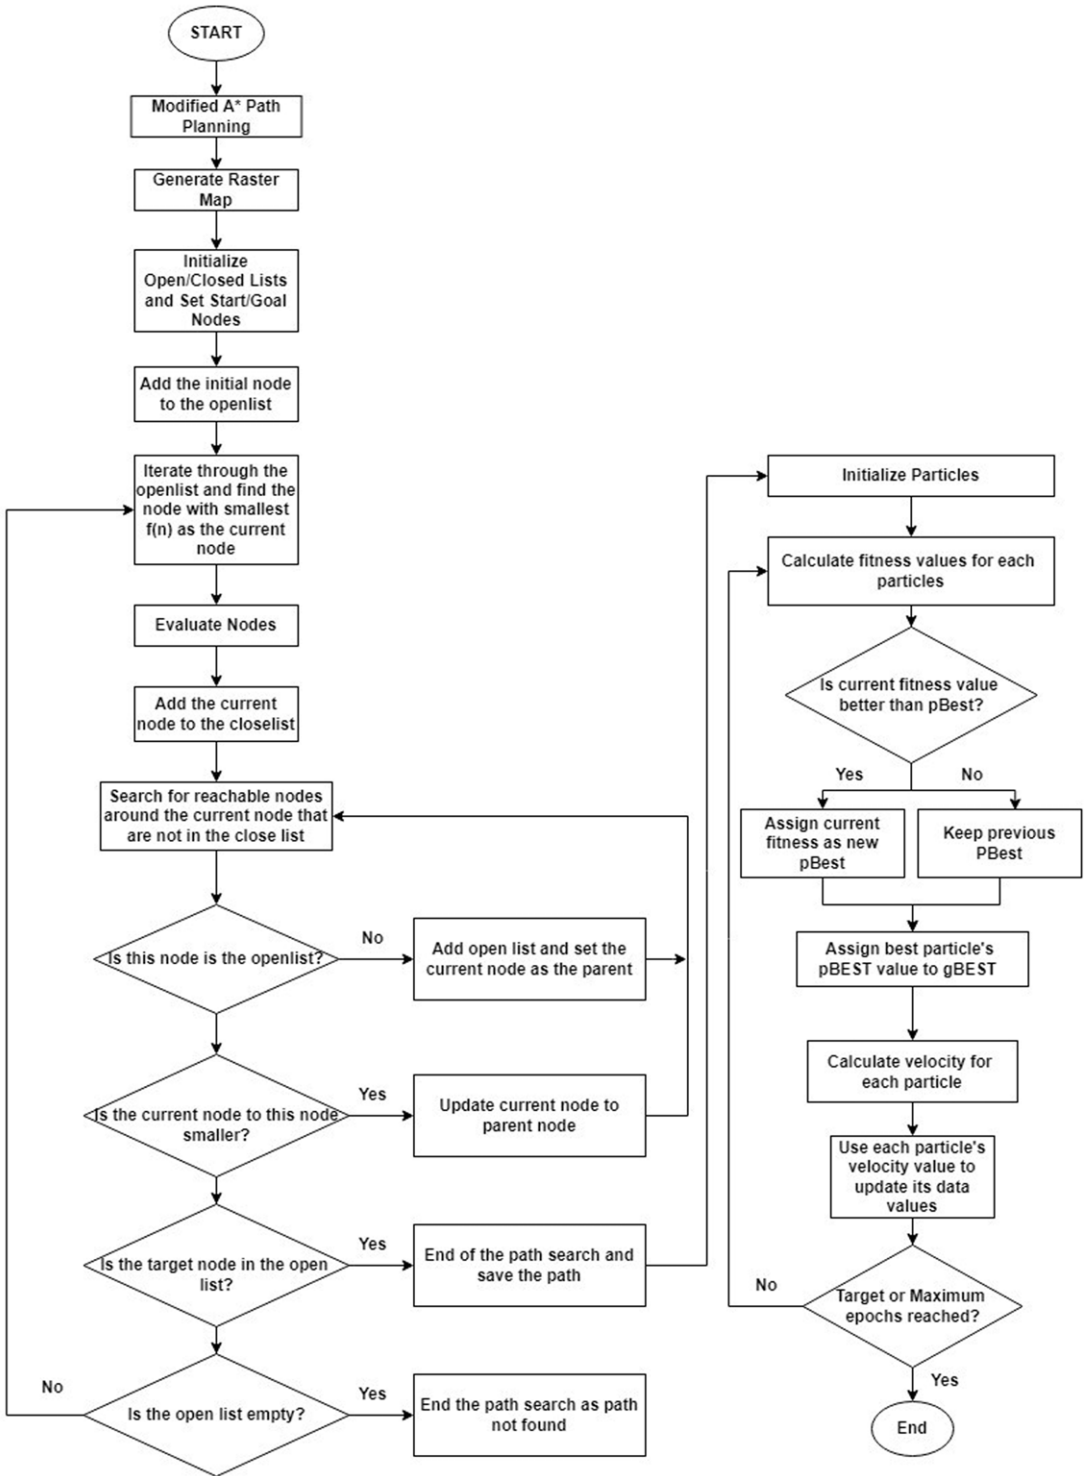 START
Modified A* Path
Planning
Generate Raster
Map
Initialize
Open/Closed Lists
and Set Start/Goal
Nodes
Add the initial node
to the openlist
Iterate through the
openlist and find the
node with smallest
f(n) as the current
node
Evaluate Nodes
Add the current
node to the closelist
Search for reachable nodes
around the current node that
are not in the close list
Is this node is the openlist?
No
Add open list and set the
current node as the parent
Is the current node to this node
smaller?
Yes
Update current node to
parent node
Is the target node in the open
list?
Yes
End of the path search and
save the path
No
Is the open list empty?
Yes
End the path search as path
not found
Initialize Particles
Calculate fitness values for each
particles
Is current fitness value
better than pBest?
Yes
No
Assign current
fitness as new
pBest
Keep previous
PBest
Assign best particle's
pBEST value to gBEST
Calculate velocity for
each particle
Use each particle's
velocity value to
update its data
values
No
Target or Maximum
epochs reached?
Yes
End